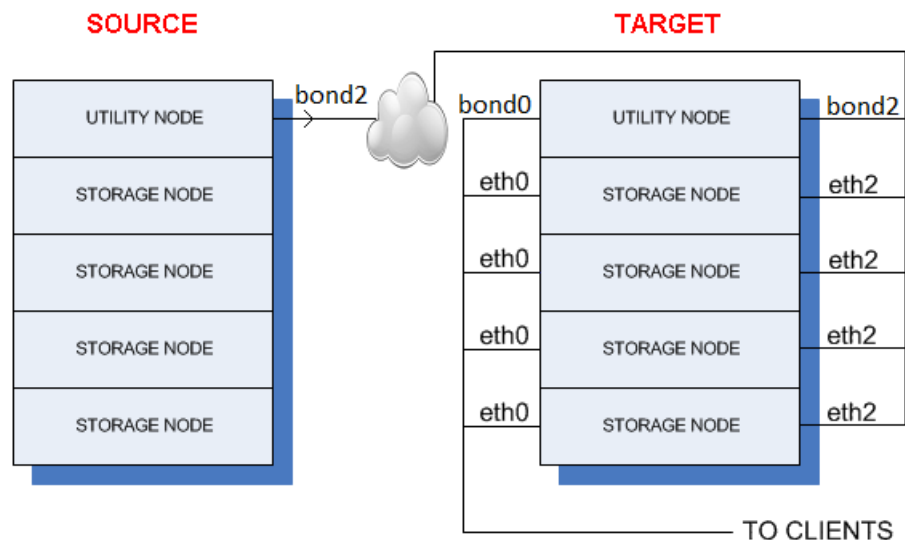 SOURCE
TARGET
bond2
bond0
bond2
UTILITY NODE
UTILITY NODE
eth0
eth2
STORAGE NODE
STORAGE NODE
eth0
eth2
STORAGE NODE
STORAGE NODE
eth0
eth2
STORAGE NODE
STORAGE NODE
eth0
eth2
STORAGE NODE
STORAGE NODE
TO CLIENTS